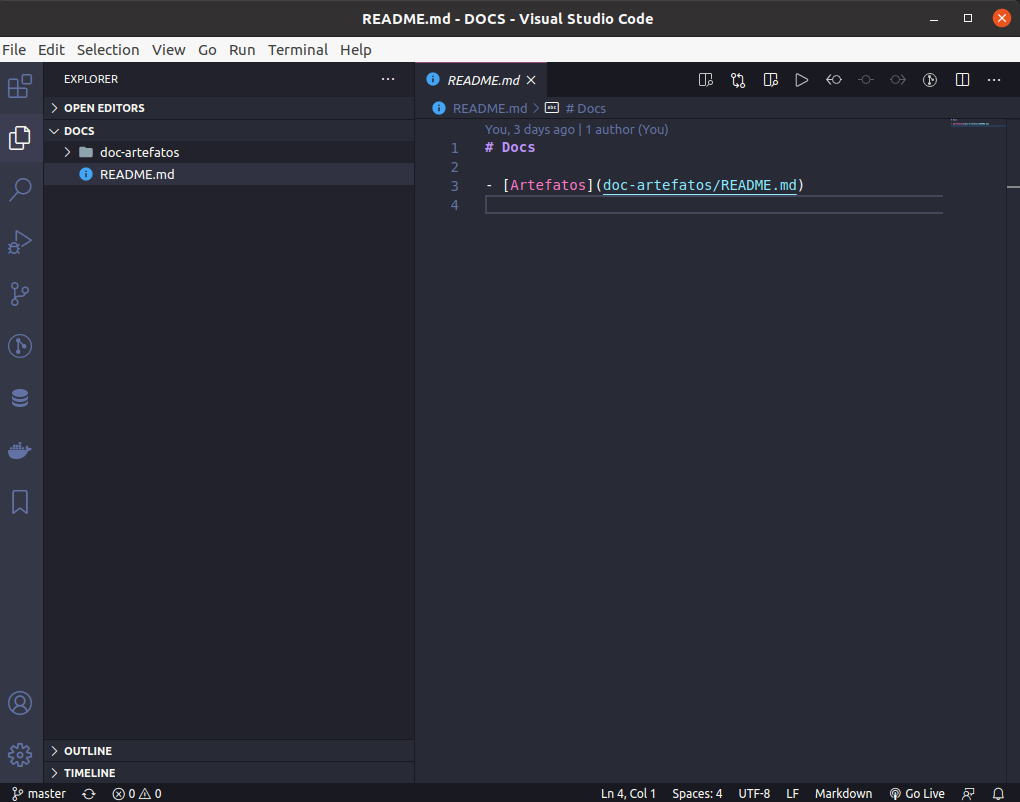 README.md - DOCS - Visual Studio Code
File Edit Selection View Go Run Terminal Help
EXPLORER
OPEN EDITORS
DOCS
doc-artefatos
README.md
OUTLINE
TIMELINE
README.md
README.md > abc # Docs
You, 3 days ago | 1 author (You)
1 # Docs
2
3 - [Artefatos](doc-artefatos/README.md)
4
master 0 0 Ln 4, Col 1 Spaces: 4 UTF-8 LF Markdown Go Live